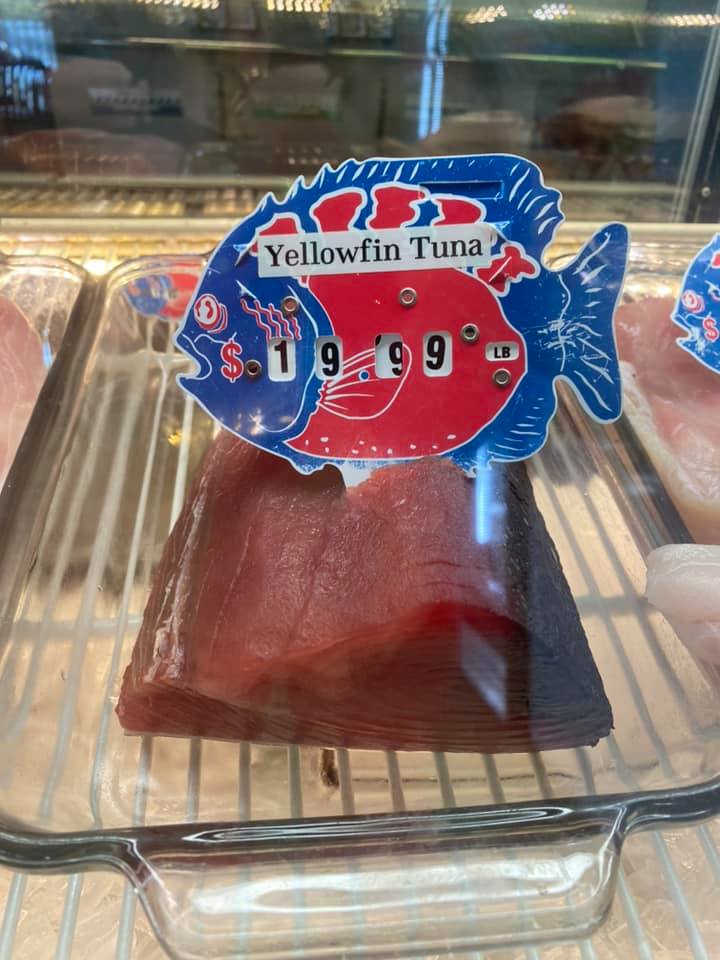 Yellowfin Tuna
$ 19 99 LB
$